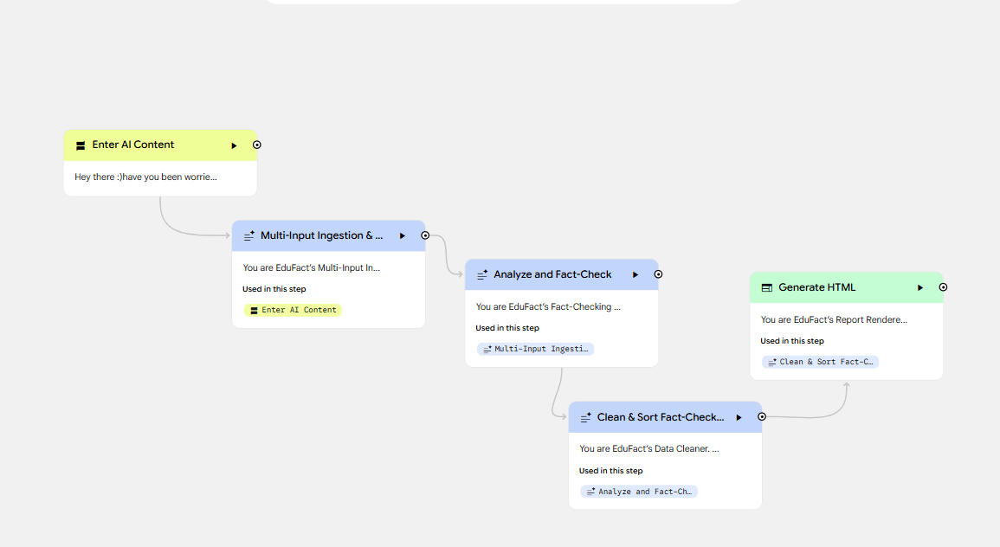 Enter AI Content
Hey there :)have you been worrie...
Multi-Input Ingestion & ...
You are EduFact's Multi-Input In...
Used in this step
Enter AI Content
Analyze and Fact-Check
You are EduFact's Fact-Checking ...
Used in this step
Multi-Input Ingesti…
Generate HTML
You are EduFact's Report Rendere...
Used in this step
Clean & Sort Fact-C…
Clean & Sort Fact-Check...
You are EduFact's Data Cleaner. ...
Used in this step
Analyze and Fact-Ch…